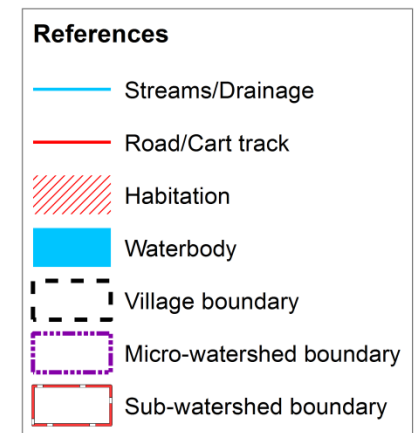 References
Streams/Drainage
Road/Cart track
Habitation
Waterbody
Village boundary
Micro-watershed boundary
Sub-watershed boundary